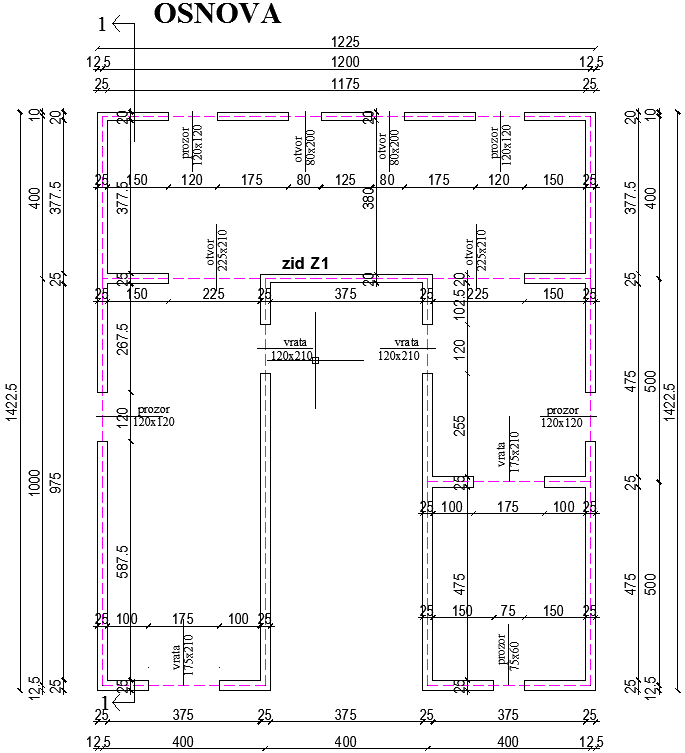 OSNOVA
1
1225
12,5 1200 12,5
25 1175 25
20 20 20
prozor 120x120
otvor 80x200
otvor 80x200
prozor 120x120
10 20 20 10
400 377.5 377.5 380 377.5 400
25 150 120 175 80 125 80 175 120 150 25
otvor 225x210
otvor 225x210
zid Z1
25 25 20 20 25 25
25 150 225 25 375 25 225 150 25
102.5
267.5
vrata 120x210
vrata 120x210
120
1422.5
475 500
1422.5
prozor 120x120
120
prozor 120x120
255
vrata 175x210
1000 975
25 25
25 100 175 100 25
587.5
475
475 500
25 100 175 100 25
25 150 75 150 25
vrata 175x210
prozor 75x60
12,5 25 25 25 25 12,5
1
25 375 25 375 25 375 25
12,5 400 400 400 12,5